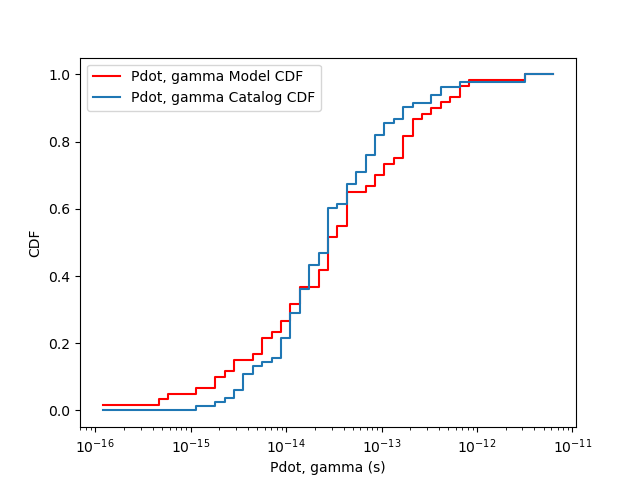 Pdot, gamma Model CDF
Pdot, gamma Catalog CDF
1.0
0.8
0.6
0.4
0.2
0.0
CDF
10⁻¹⁶ 10⁻¹⁵ 10⁻¹⁴ 10⁻¹³ 10⁻¹² 10⁻¹¹
Pdot, gamma (s)